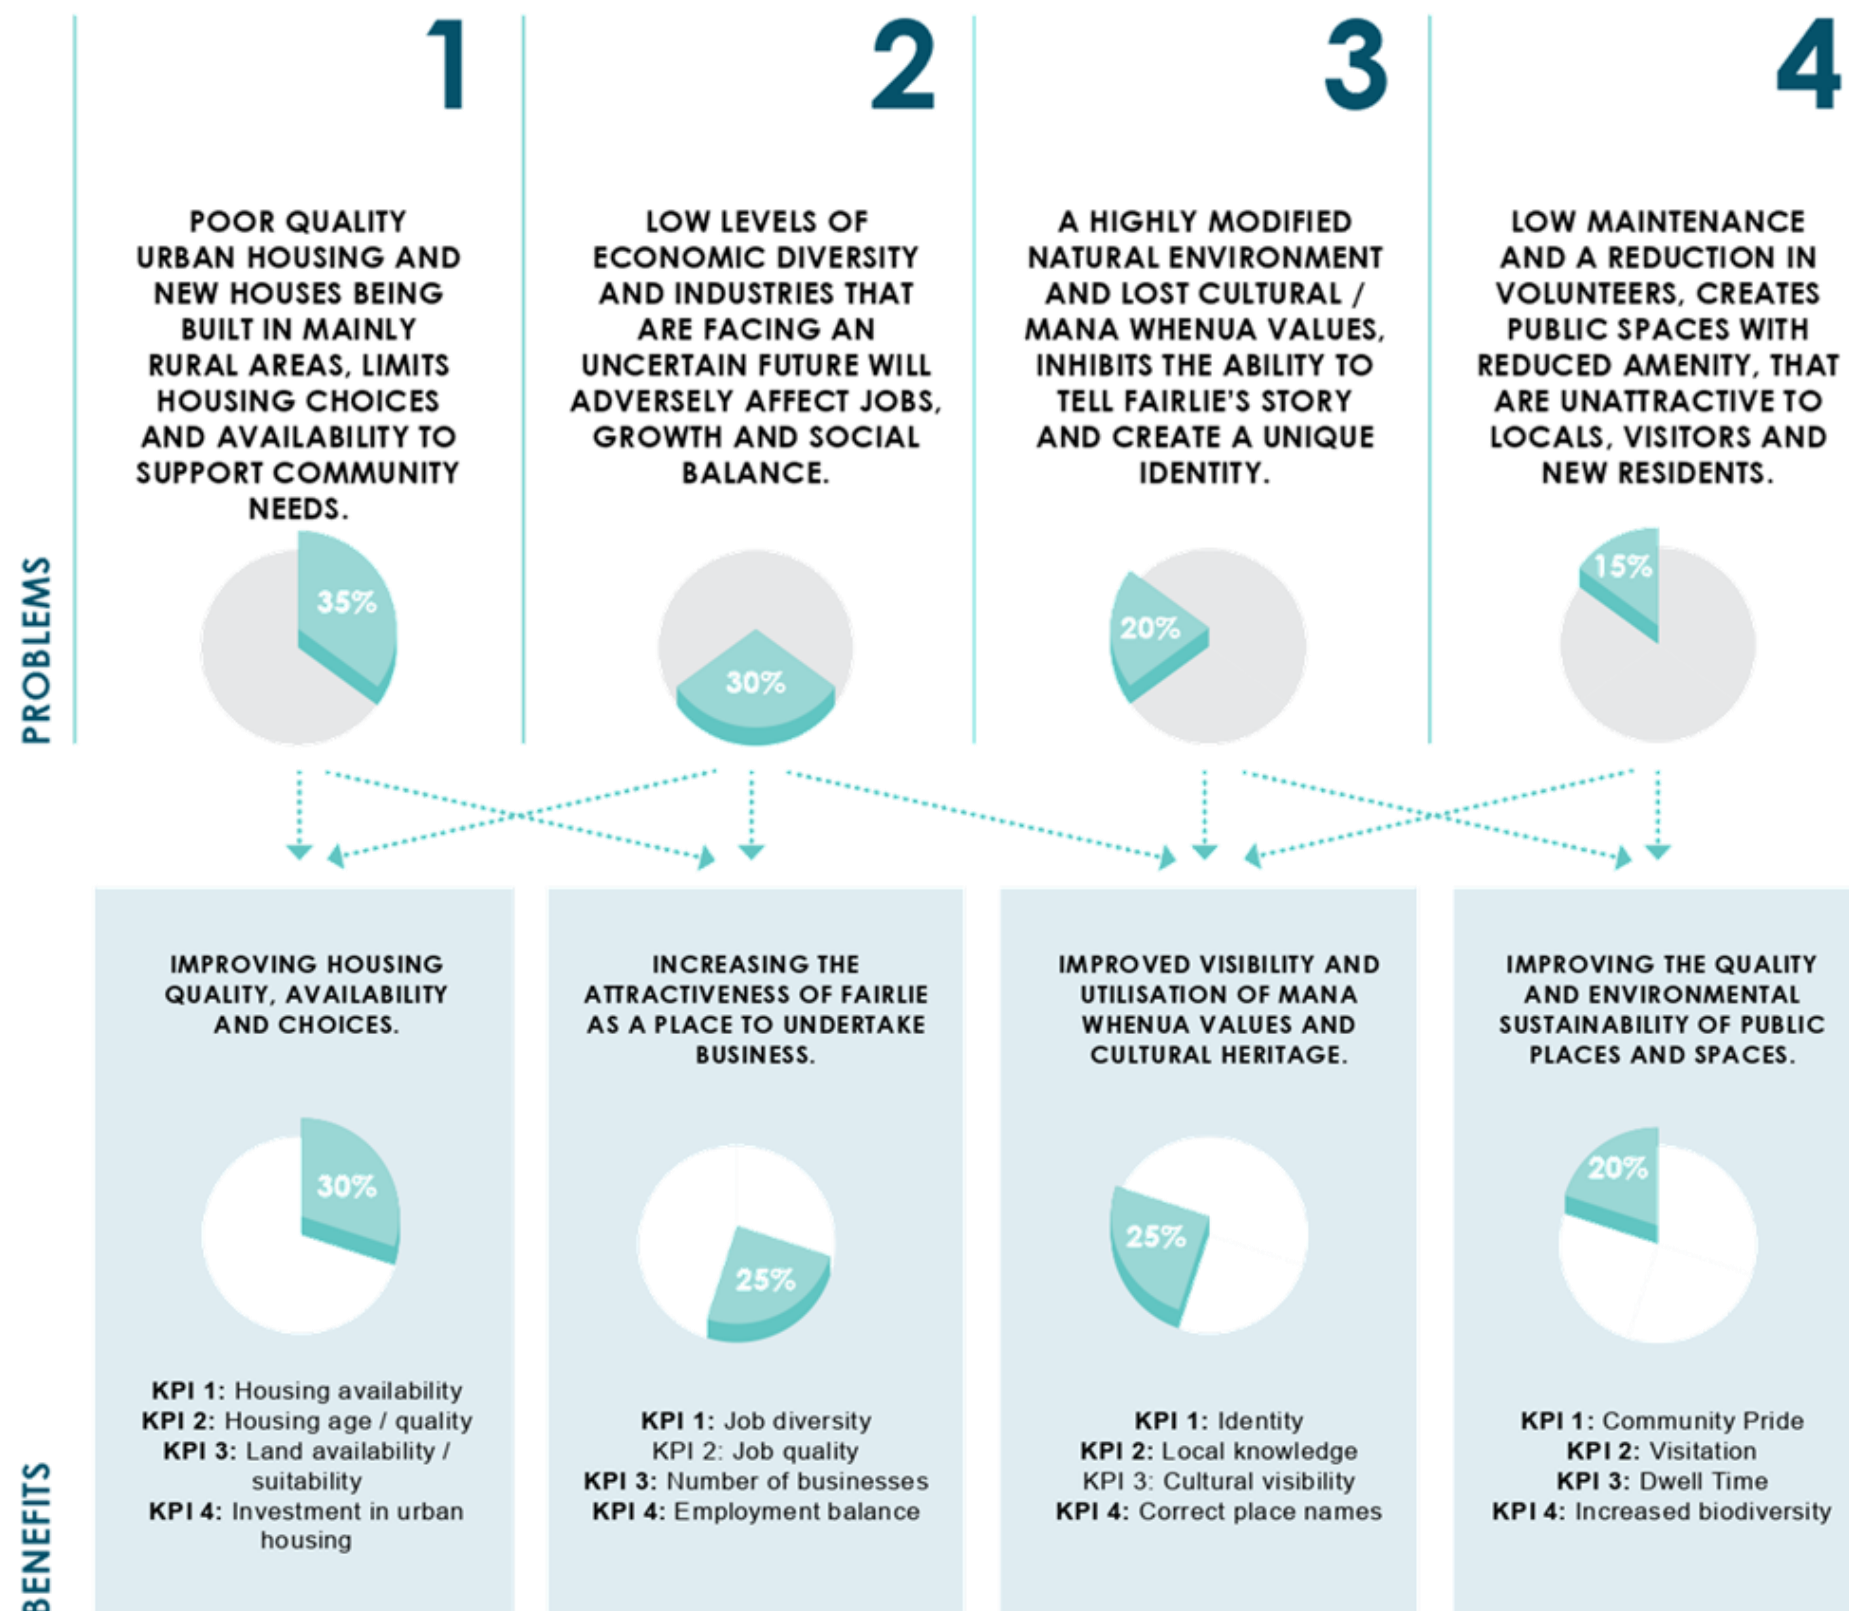 1
POOR QUALITY
URBAN HOUSING AND
NEW HOUSES BEING
BUILT IN MAINLY
RURAL AREAS, LIMITS
HOUSING CHOICES
AND AVAILABILITY TO
SUPPORT COMMUNITY
NEEDS.
35%
2
LOW LEVELS OF
ECONOMIC DIVERSITY
AND INDUSTRIES THAT
ARE FACING AN
UNCERTAIN FUTURE WILL
ADVERSELY AFFECT JOBS,
GROWTH AND SOCIAL
BALANCE.
30%
3
A HIGHLY MODIFIED
NATURAL ENVIRONMENT
AND LOST CULTURAL /
MANA WHENUA VALUES,
INHIBITS THE ABILITY TO
TELL FAIRLIE'S STORY
AND CREATE A UNIQUE
IDENTITY.
20%
4
LOW MAINTENANCE
AND A REDUCTION IN
VOLUNTEERS, CREATES
PUBLIC SPACES WITH
REDUCED AMENITY, THAT
ARE UNATTRACTIVE TO
LOCALS, VISITORS AND
NEW RESIDENTS.
15%
PROBLEMS
IMPROVING HOUSING
QUALITY, AVAILABILITY
AND CHOICES.
30%
KPI 1: Housing availability
KPI 2: Housing age / quality
KPI 3: Land availability /
suitability
KPI 4: Investment in urban
housing
INCREASING THE
ATTRACTIVENESS OF FAIRLIE
AS A PLACE TO UNDERTAKE
BUSINESS.
25%
KPI 1: Job diversity
KPI 2: Job quality
KPI 3: Number of businesses
KPI 4: Employment balance
IMPROVED VISIBILITY AND
UTILISATION OF MANA
WHENUA VALUES AND
CULTURAL HERITAGE.
25%
KPI 1: Identity
KPI 2: Local knowledge
KPI 3: Cultural visibility
KPI 4: Correct place names
IMPROVING THE QUALITY
AND ENVIRONMENTAL
SUSTAINABILITY OF PUBLIC
PLACES AND SPACES.
20%
KPI 1: Community Pride
KPI 2: Visitation
KPI 3: Dwell Time
KPI 4: Increased biodiversity
BENEFITS